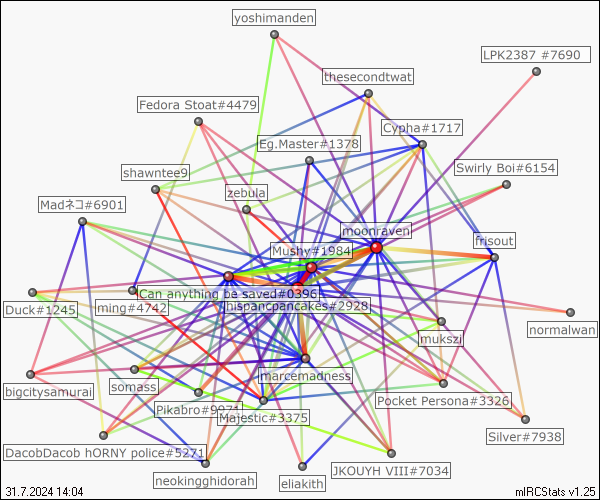 yoshimanden
LPK2387 #7690
thesecondtwat
Fedora Stoat#4479
Cypha#1717
Eg.Master#1378
Swirly Boi#6154
shawntee9
zebula
Madネコ#6901
moonraven
frisout
Mushy#1984
Can anything be saved#0396
Duck#1245
ming#4742
hispancpancakes#2928
normalwan
mukszi
marcemadness
bigcitysamurai
somass
Pocket Persona#3326
Pikabro#9971
Majestic#3375
Silver#7938
DacobDacob hORNY police#5271
JKOUYH VIII#7034
neokingghidorah
eliakith
31.7.2024 14:04
mIRCStats v1.25